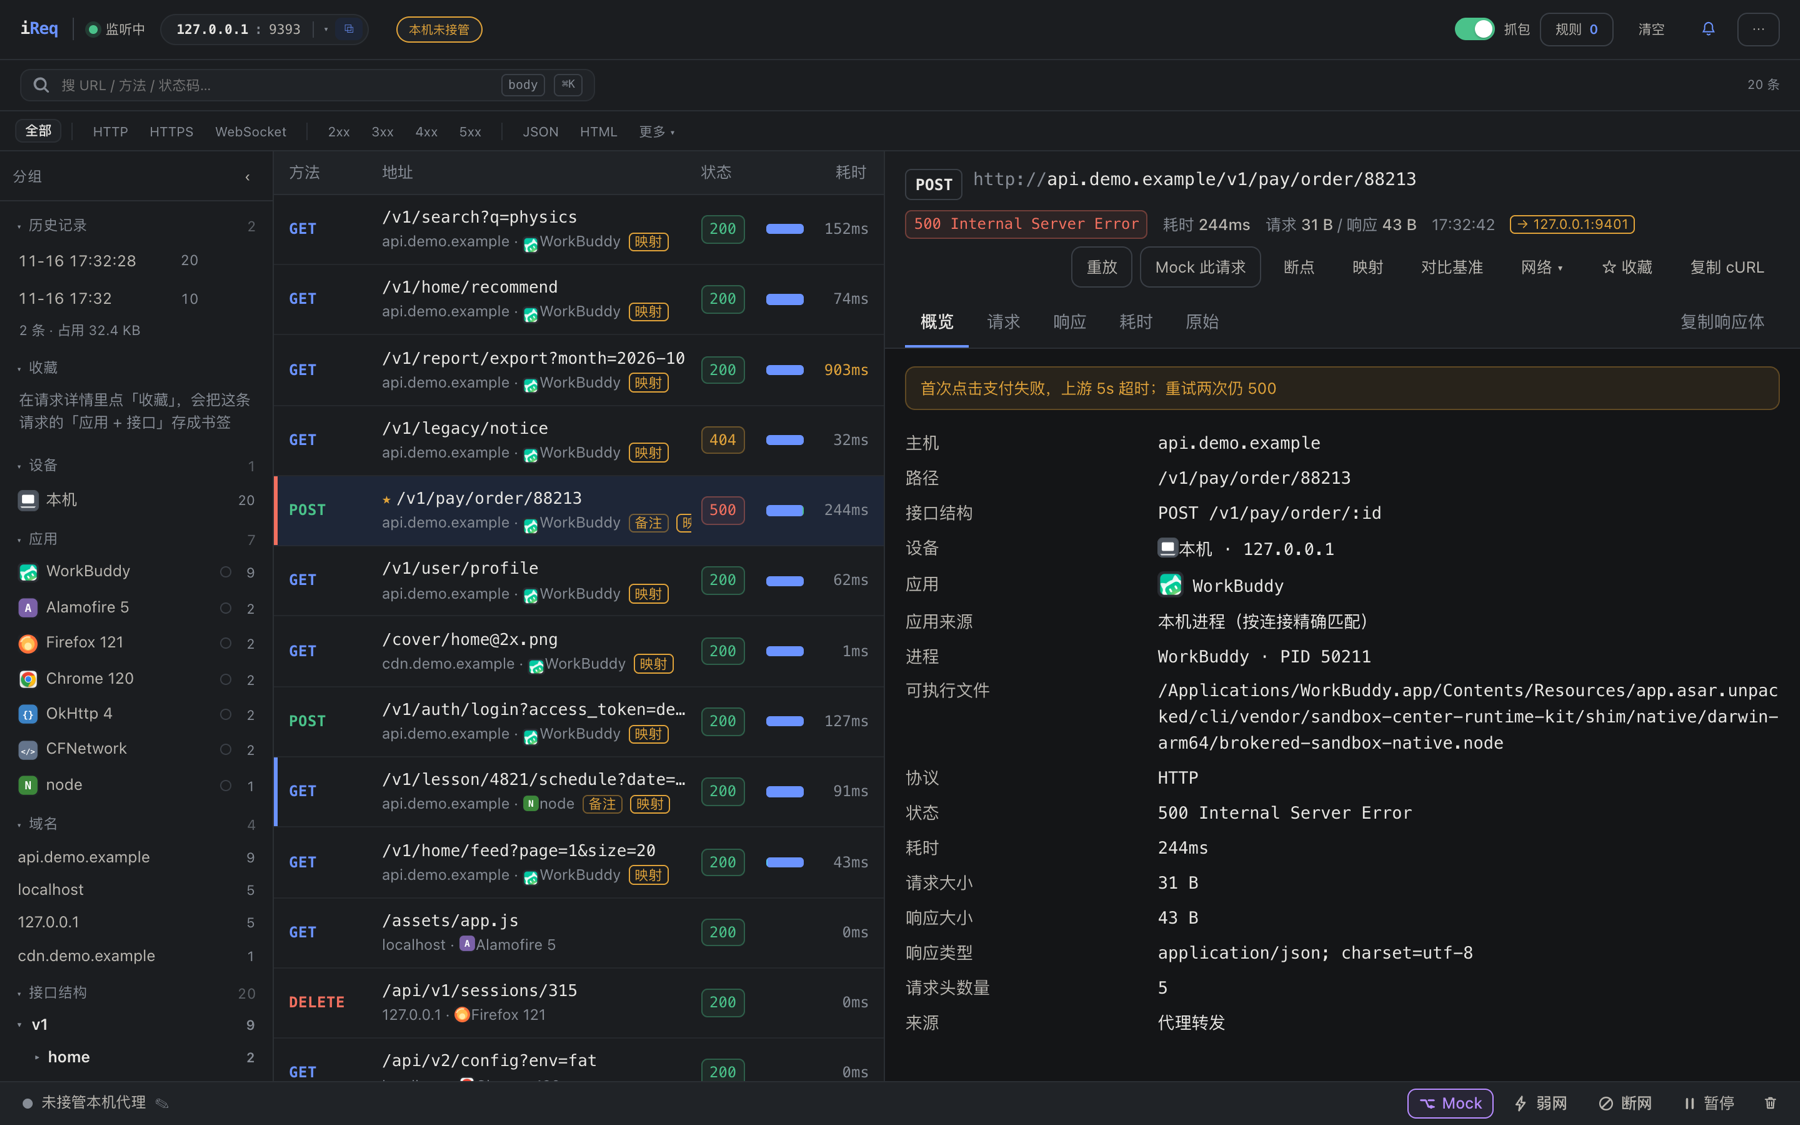 iReq 监听中 127.0.0.1 : 9393 本机未接管 抓包 规则 0 清空 ···
搜 URL / 方法 / 状态码... body ⌘K 20 条
全部 HTTP HTTPS WebSocket 2xx 3xx 4xx 5xx JSON HTML 更多
分组
历史记录 2
11-16 17:32:28 20
11-16 17:32 10
2 条 · 占用 32.4 KB
收藏
在请求详情里点「收藏」，会把这条
请求的「应用 + 接口」存成书签
设备 1
本机 20
应用 7
WorkBuddy 9
A Alamofire 5 2
Firefox 121 2
Chrome 120 2
{} OkHttp 4 2
</> CFNetwork 2
N node 1
域名 4
api.demo.example 9
localhost 5
127.0.0.1 5
cdn.demo.example 1
接口结构 20
v1 9
home 2
方法 地址 状态 耗时
GET /v1/search?q=physics 200 152ms
api.demo.example · WorkBuddy 映射
GET /v1/home/recommend 200 74ms
api.demo.example · WorkBuddy 映射
GET /v1/report/export?month=2026-10 200 903ms
api.demo.example · WorkBuddy 映射
GET /v1/legacy/notice 404 32ms
api.demo.example · WorkBuddy 映射
POST ★ /v1/pay/order/88213 500 244ms
api.demo.example · WorkBuddy 备注
GET /v1/user/profile 200 62ms
api.demo.example · WorkBuddy 映射
GET /cover/home@2x.png 200 1ms
cdn.demo.example · WorkBuddy 映射
POST /v1/auth/login?access_token=de… 200 127ms
api.demo.example · WorkBuddy 映射
GET /v1/lesson/4821/schedule?date=… 200 91ms
api.demo.example · N node 备注 映射
GET /v1/home/feed?page=1&size=20 200 43ms
api.demo.example · WorkBuddy 映射
GET /assets/app.js 200 0ms
localhost · A Alamofire 5
DELETE /api/v1/sessions/315 200 0ms
127.0.0.1 · Firefox 121
GET /api/v2/config?env=fat 200 0ms
POST http://api.demo.example/v1/pay/order/88213
500 Internal Server Error 耗时 244ms 请求 31 B / 响应 43 B 17:32:42 → 127.0.0.1:9401
重放 Mock 此请求 断点 映射 对比基准 网络 ☆ 收藏 复制 cURL
概览 请求 响应 耗时 原始 复制响应体
首次点击支付失败，上游 5s 超时；重试两次仍 500
主机 api.demo.example
路径 /v1/pay/order/88213
接口结构 POST /v1/pay/order/:id
设备 本机 · 127.0.0.1
应用 WorkBuddy
应用来源 本机进程（按连接精确匹配）
进程 WorkBuddy · PID 50211
可执行文件 /Applications/WorkBuddy.app/Contents/Resources/app.asar.unpac
ked/cli/vendor/sandbox-center-runtime-kit/shim/native/darwin-
arm64/brokered-sandbox-native.node
协议 HTTP
状态 500 Internal Server Error
耗时 244ms
请求大小 31 B
响应大小 43 B
响应类型 application/json; charset=utf-8
请求头数量 5
来源 代理转发
未接管本机代理 Mock 弱网 断网 暂停